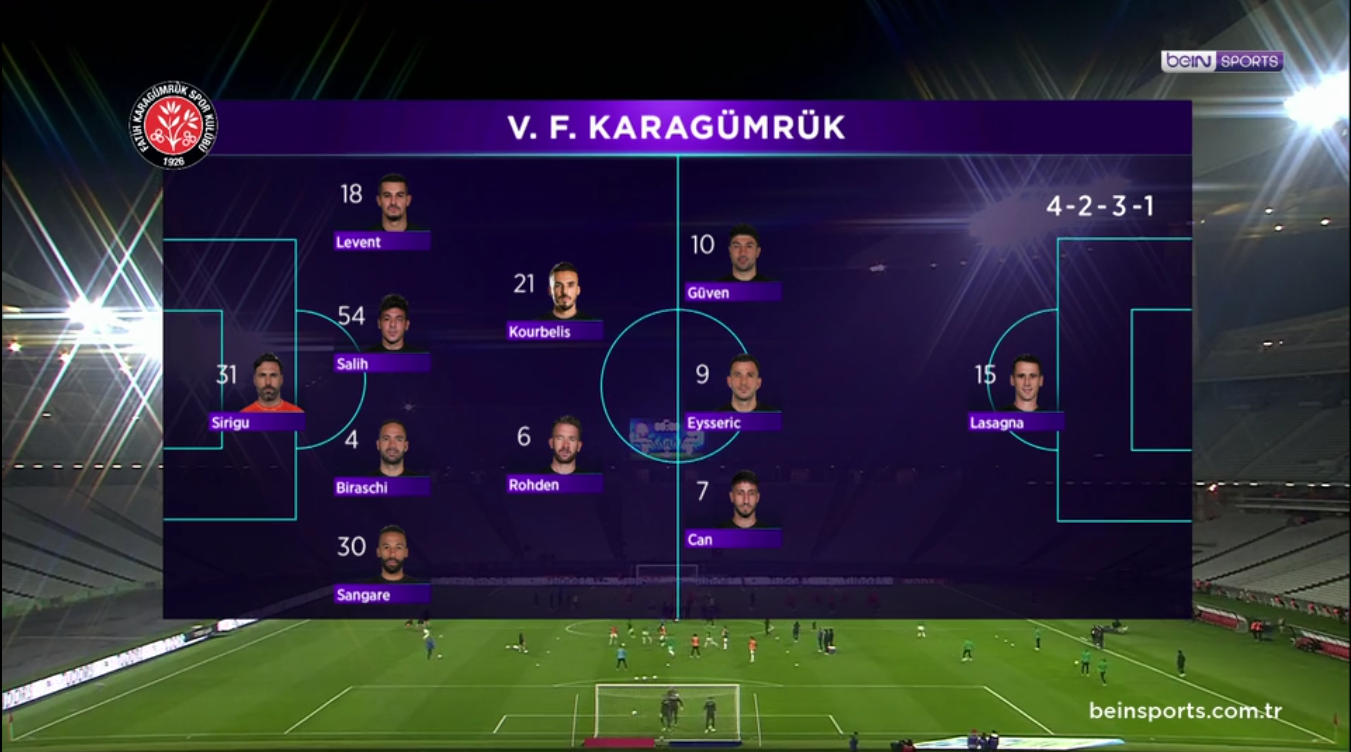 beIN SPORTS
FATİH KARAGÜMRÜK SPOR KULÜBÜ
1926
V. F. KARAGÜMRÜK
4-2-3-1
18
Levent
10
Güven
21
Kourbelis
54
Salih
31
Sirigu
9
Eysseric
15
Lasagna
4
Biraschi
6
Rohden
7
Can
30
Sangare
beinsports.com.tr